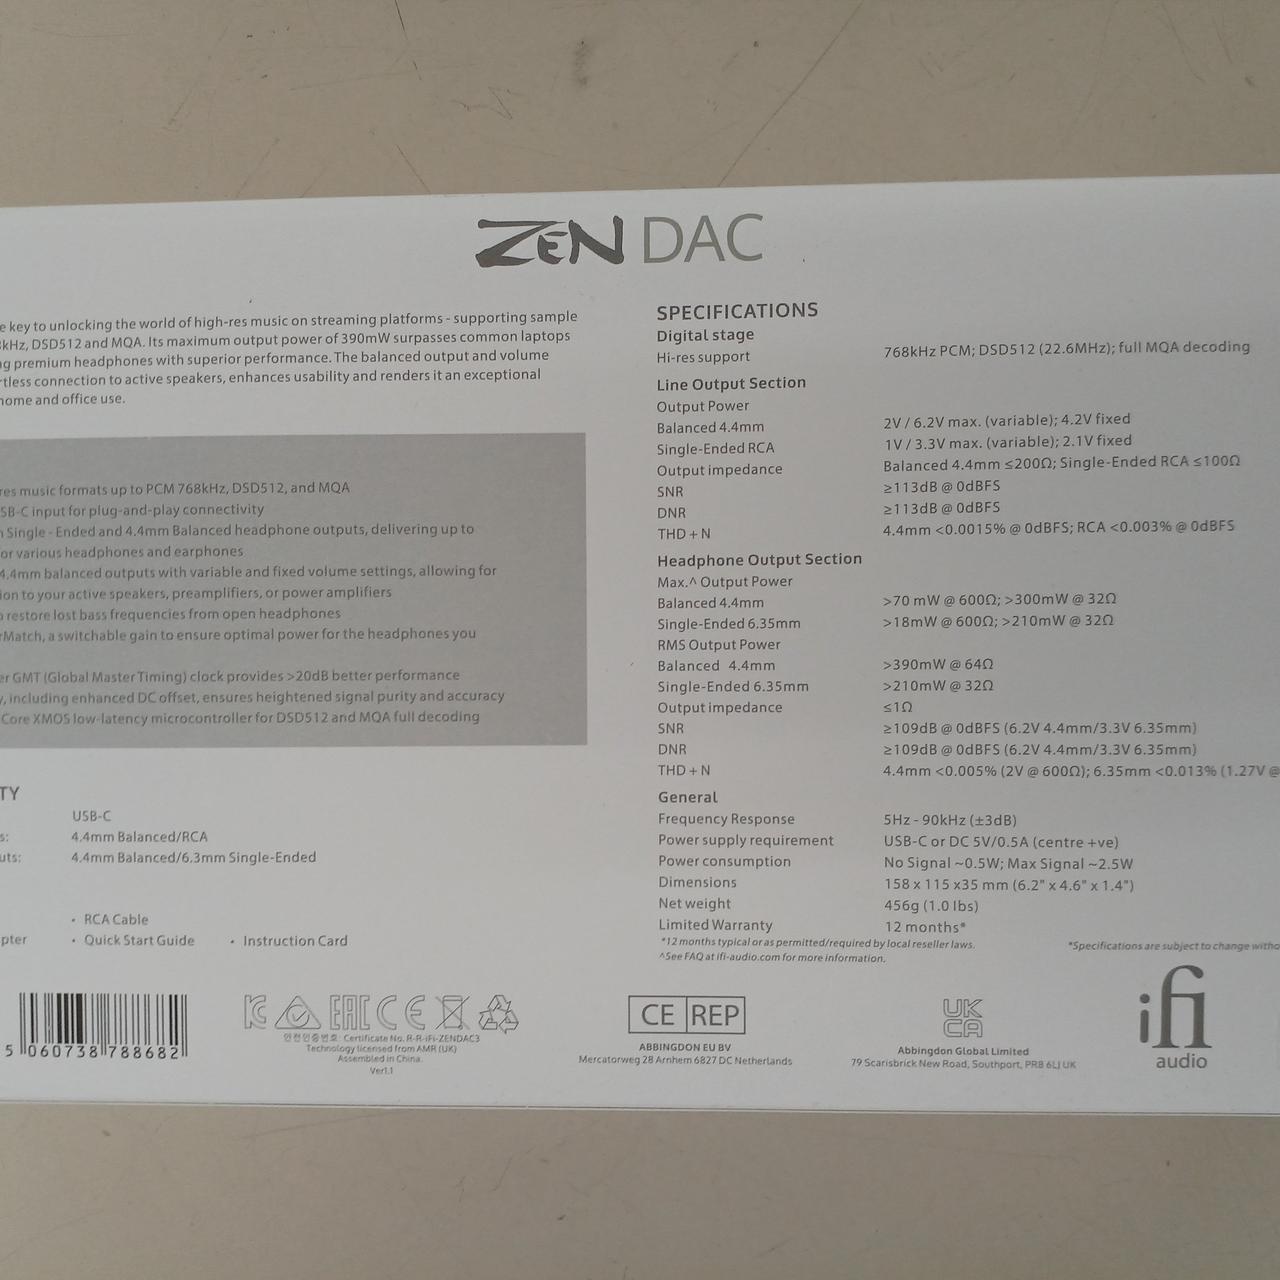 ZEN DAC
e key to unlocking the world of high-res music on streaming platforms - supporting sample
kHz, DSD512 and MQA. Its maximum output power of 390mW surpasses common laptops
ng premium headphones with superior performance. The balanced output and volume
rtless connection to active speakers, enhances usability and renders it an exceptional
home and office use.
res music formats up to PCM 768kHz, DSD512, and MQA
SB-C input for plug-and-play connectivity
n Single - Ended and 4.4mm Balanced headphone outputs, delivering up to
or various headphones and earphones
4.4mm balanced outputs with variable and fixed volume settings, allowing for
ion to your active speakers, preamplifiers, or power amplifiers
o restore lost bass frequencies from open headphones
rMatch, a switchable gain to ensure optimal power for the headphones you
er GMT (Global Master Timing) clock provides >20dB better performance
y, including enhanced DC offset, ensures heightened signal purity and accuracy
Core XMOS low-latency microcontroller for DSD512 and MQA full decoding
TY
USB-C
s: 4.4mm Balanced/RCA
uts: 4.4mm Balanced/6.3mm Single-Ended
• RCA Cable
pter • Quick Start Guide • Instruction Card
SPECIFICATIONS
Digital stage
Hi-res support 768kHz PCM; DSD512 (22.6MHz); full MQA decoding
Line Output Section
Output Power
Balanced 4.4mm 2V / 6.2V max. (variable); 4.2V fixed
Single-Ended RCA 1V / 3.3V max. (variable); 2.1V fixed
Output impedance Balanced 4.4mm ≤200Ω; Single-Ended RCA ≤100Ω
SNR ≥113dB @ 0dBFS
DNR ≥113dB @ 0dBFS
THD + N 4.4mm <0.0015% @ 0dBFS; RCA <0.003% @ 0dBFS
Headphone Output Section
Max.^ Output Power
Balanced 4.4mm >70 mW @ 600Ω; >300mW @ 32Ω
Single-Ended 6.35mm >18mW @ 600Ω; >210mW @ 32Ω
RMS Output Power
Balanced 4.4mm >390mW @ 64Ω
Single-Ended 6.35mm >210mW @ 32Ω
Output impedance ≤1Ω
SNR ≥109dB @ 0dBFS (6.2V 4.4mm/3.3V 6.35mm)
DNR ≥109dB @ 0dBFS (6.2V 4.4mm/3.3V 6.35mm)
THD + N 4.4mm <0.005% (2V @ 600Ω); 6.35mm <0.013% (1.27V @
General
Frequency Response 5Hz - 90kHz (±3dB)
Power supply requirement USB-C or DC 5V/0.5A (centre +ve)
Power consumption No Signal ~0.5W; Max Signal ~2.5W
Dimensions 158 x 115 x35 mm (6.2" x 4.6" x 1.4")
Net weight 456g (1.0 lbs)
Limited Warranty 12 months*
*12 months typical or as permitted/required by local reseller laws. *Specifications are subject to change witho
^See FAQ at ifi-audio.com for more information.
5 060738 788682
EAC CE
안전인증번호: Certificate No. R-R-iFi-ZENDAC3
Technology licensed from AMR (UK)
Assembled in China.
Ver1.1
CE REP
ABBINGDON EU BV
Mercatorweg 28 Arnhem 6827 DC Netherlands
UK
CA
Abbingdon Global Limited
79 Scarisbrick New Road, Southport, PR8 6LJ UK
ifi
audio